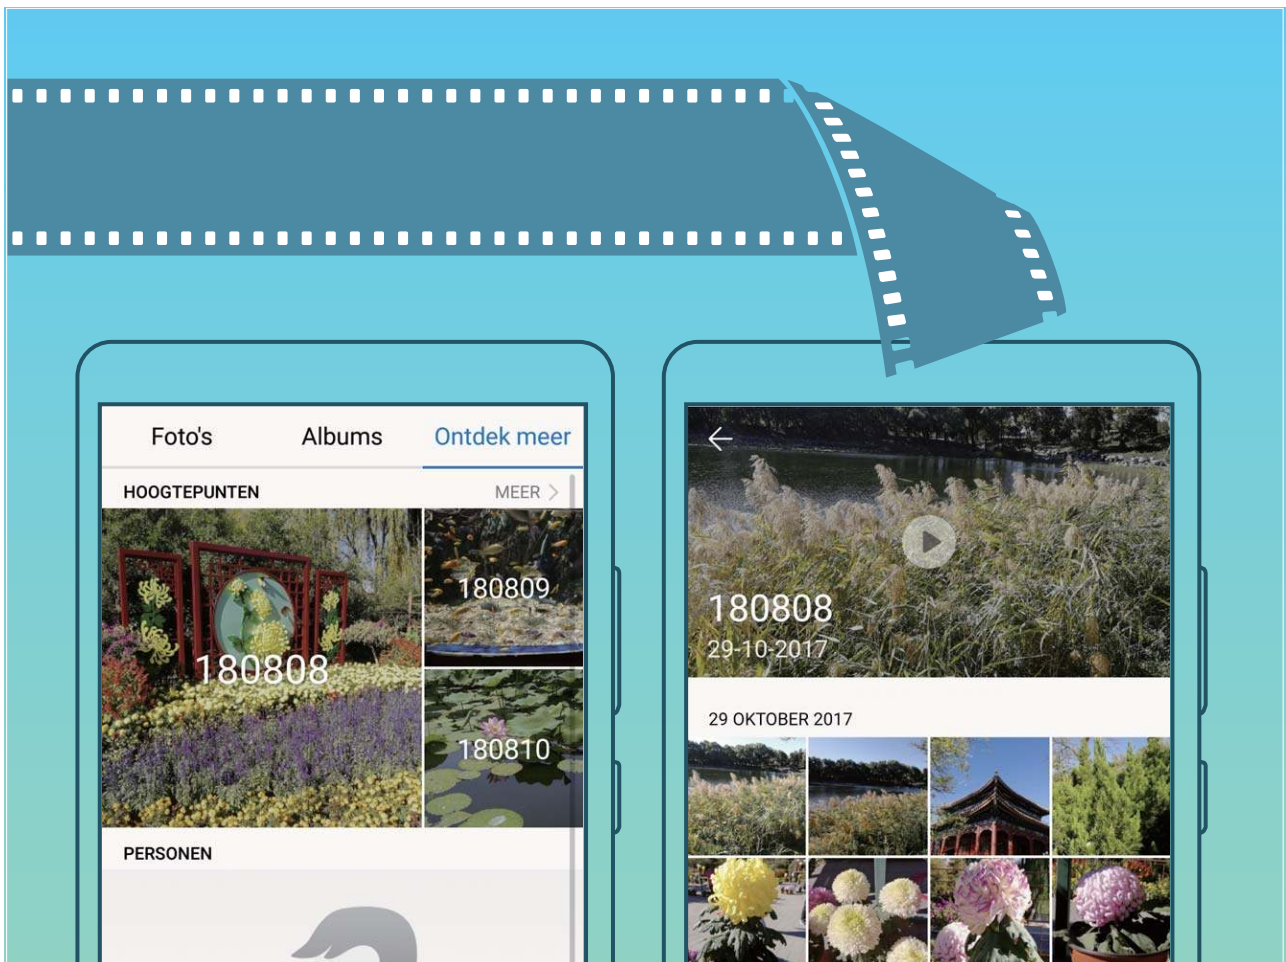 Foto's Albums Ontdek meer
HOOGTEPUNTEN MEER
180809
180808
180810
PERSONEN
180808
29-10-2017
29 OKTOBER 2017